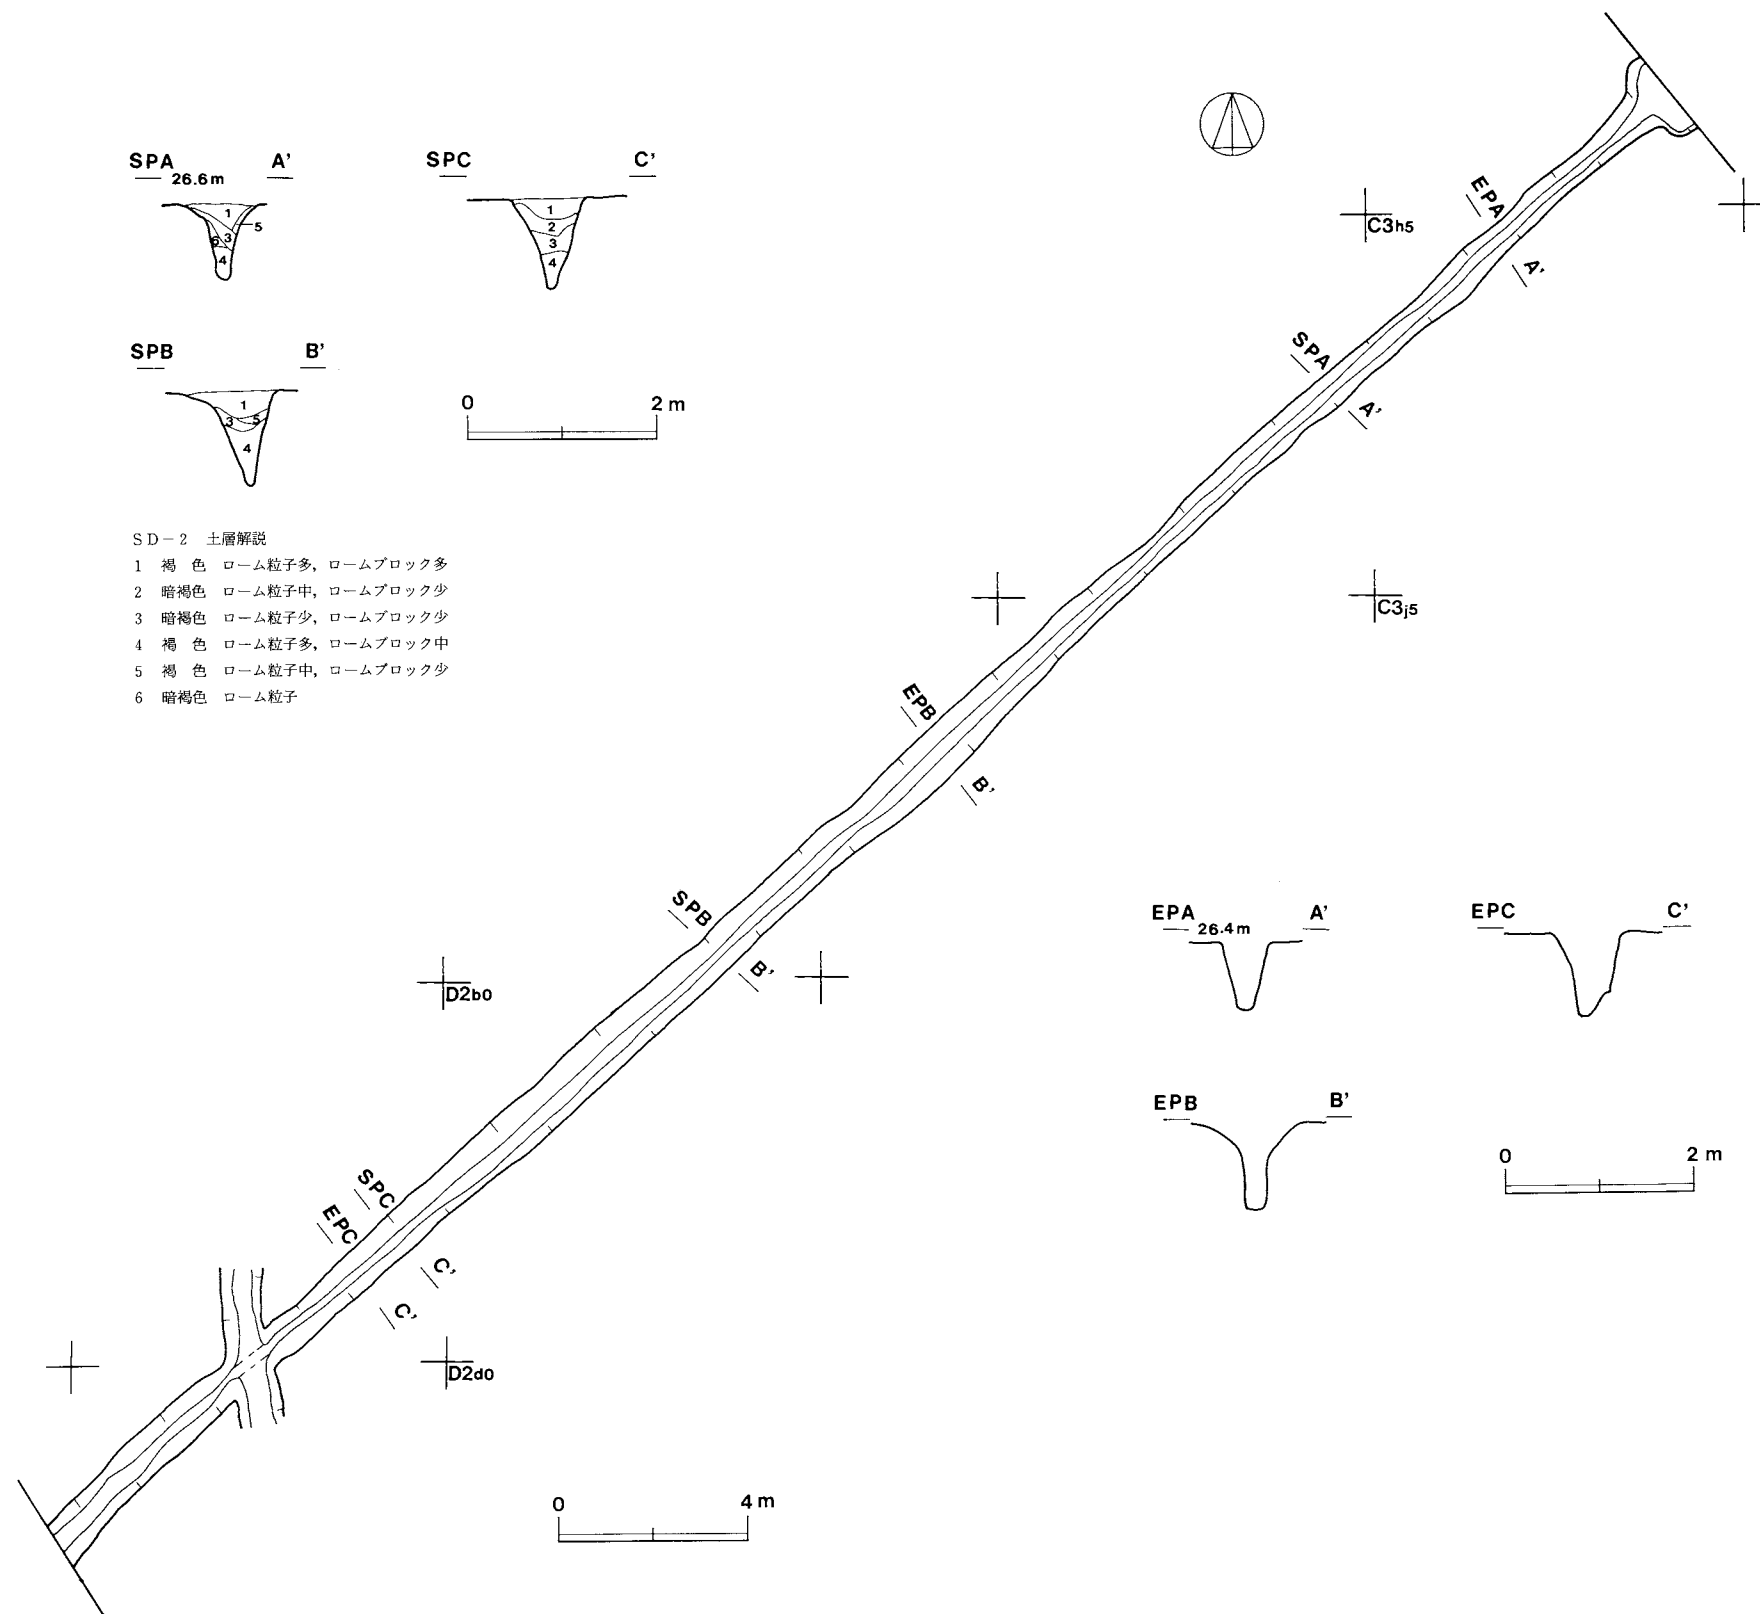 SPA A'
26.6m
1
5
6 3
4
SPC C'
1
2
3
4
SPB B'
1
3 5
4
0 2 m
SD－2　土層解説
1　褐　色　ローム粒子多，ロームブロック多
2　暗褐色　ローム粒子中，ロームブロック少
3　暗褐色　ローム粒子少，ロームブロック少
4　褐　色　ローム粒子多，ロームブロック中
5　褐　色　ローム粒子中，ロームブロック少
6　暗褐色　ローム粒子
EPA
A'
C3h5
SPA
A'
C3j5
EPB
B'
SPB
B'
D2b0
SPC
EPC
C'
C'
D2d0
EPA A'
26.4m
EPC C'
EPB B'
0 2 m
0 4 m